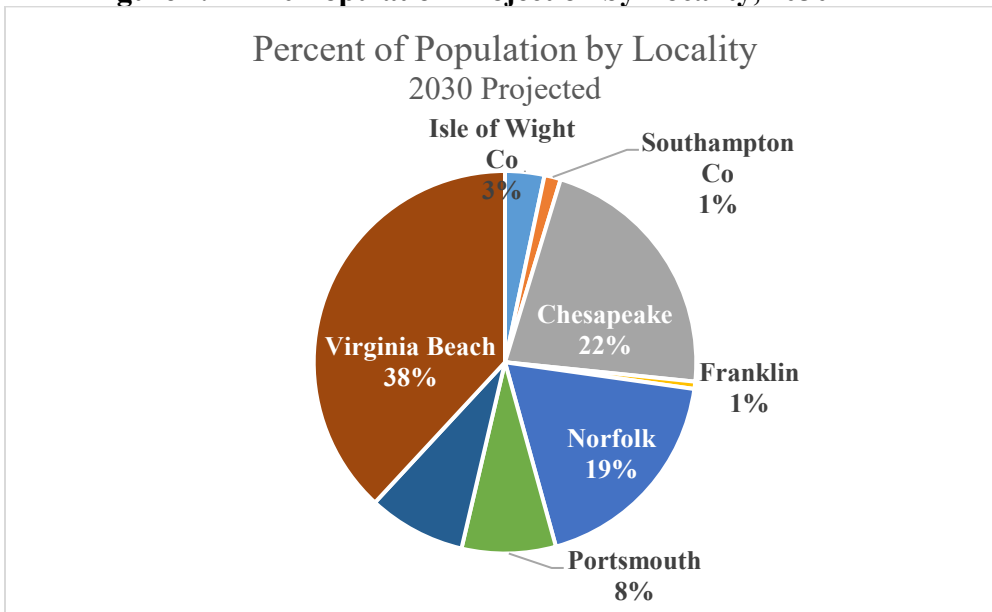 Percent of Population by Locality
2030 Projected
Isle of Wight
Co
3%
Southampton
Co
1%
Chesapeake
22%
Franklin
1%
Norfolk
19%
Portsmouth
8%
Virginia Beach
38%